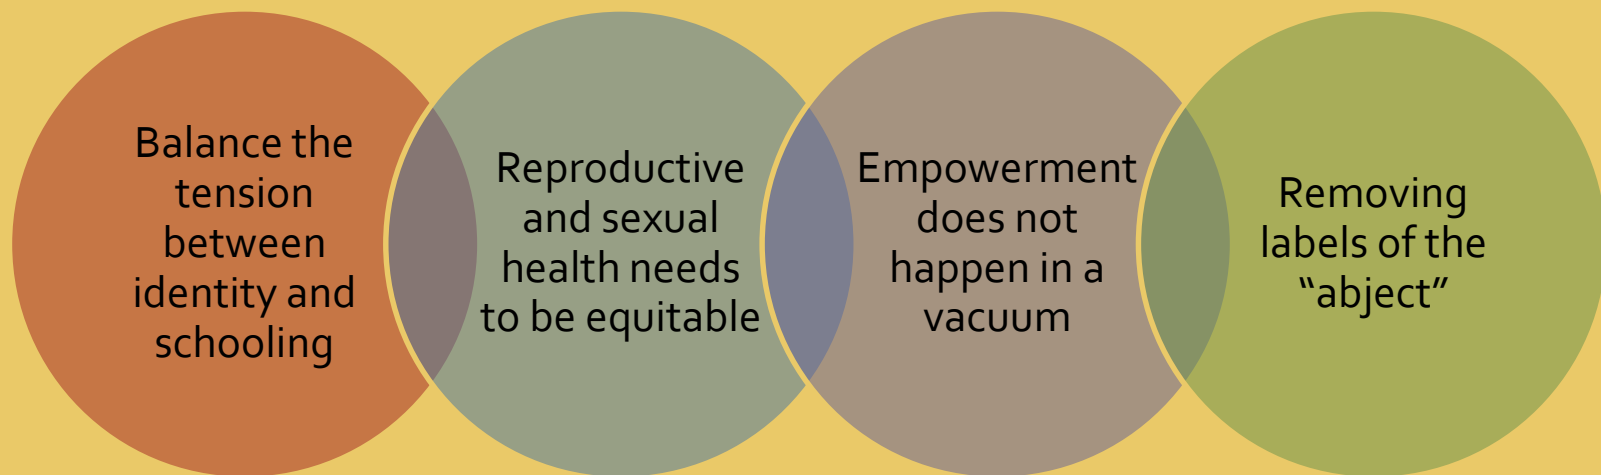 Balance the
tension
between
identity and
schooling
Reproductive
and sexual
health needs
to be equitable
Empowerment
does not
happen in a
vacuum
Removing
labels of the
“abject”